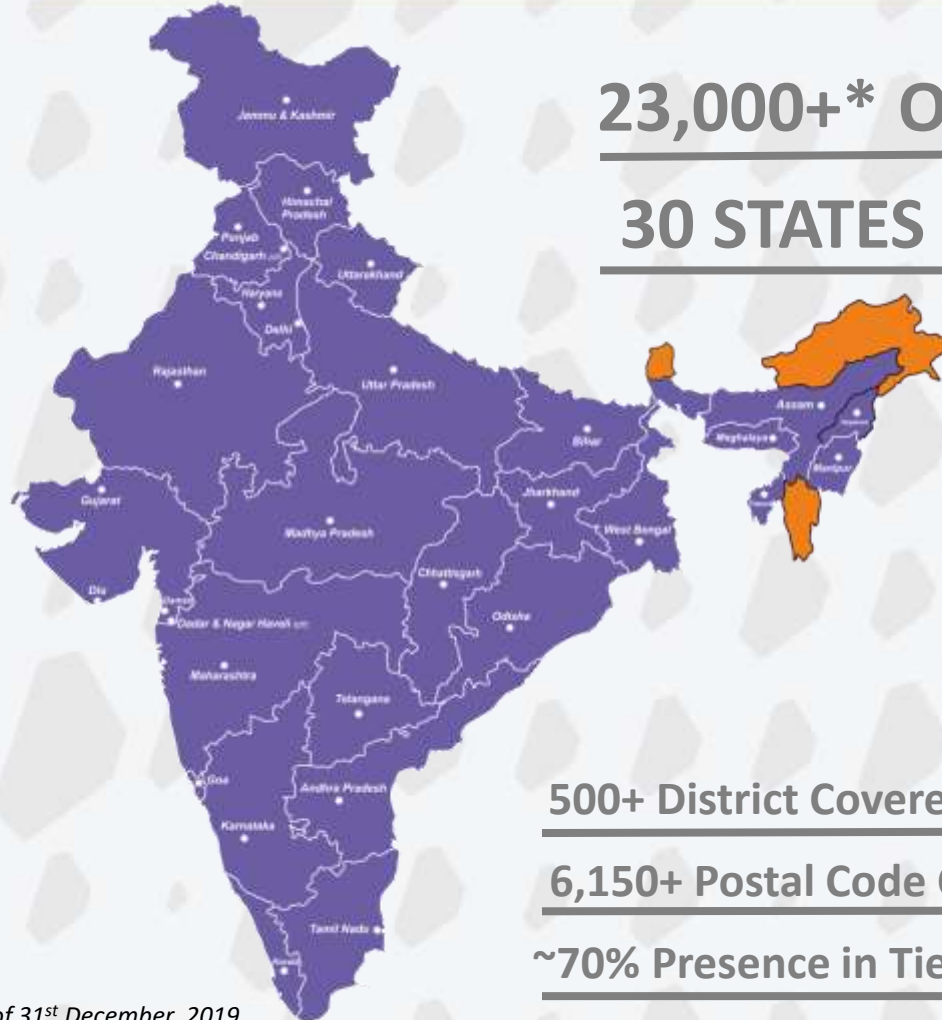 23,000+* O
30 STATES
Jammu & Kashmir
Himachal
Pradesh
Punjab
Chandigarh
Uttarakhand
Haryana
Delhi
Rajasthan
Uttar Pradesh
Assam
Bihar
Meghalaya
Manipur
Gujarat
Jharkhand
Madhya Pradesh
West Bengal
Chhattisgarh
Diu
Odisha
Dadar & Nagar Haveli
Maharashtra
Telangana
Goa
Andhra Pradesh
500+ District Covere
Karnataka
6,150+ Postal Code
Tamil Nadu
~70% Presence in Tie
of 31st December, 2019